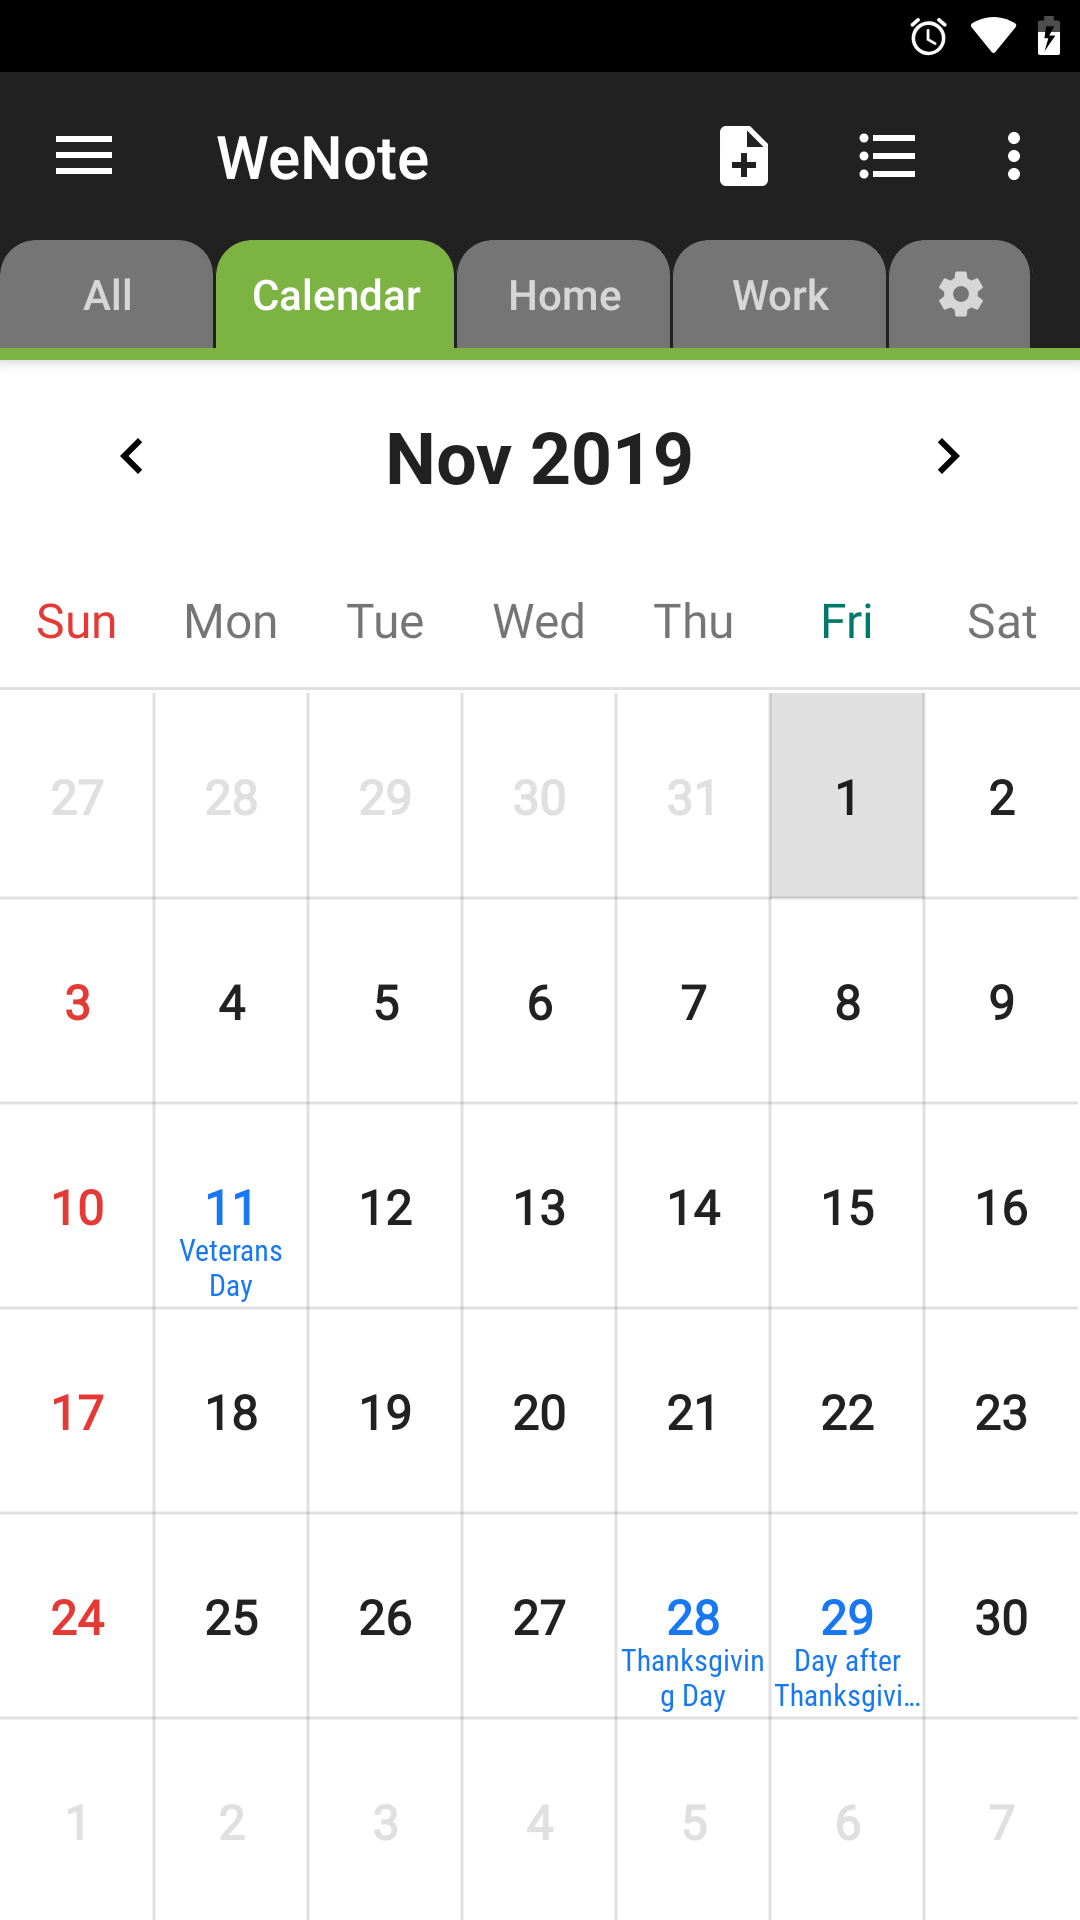 WeNote
All Calendar Home Work
Nov 2019
Sun Mon Tue Wed Thu Fri Sat
27 28 29 30 31 1 2
3 4 5 6 7 8 9
10 11 12 13 14 15 16
Veterans
Day
17 18 19 20 21 22 23
24 25 26 27 28 29 30
Thanksgivin Day after
g Day Thanksgivi...
1 2 3 4 5 6 7